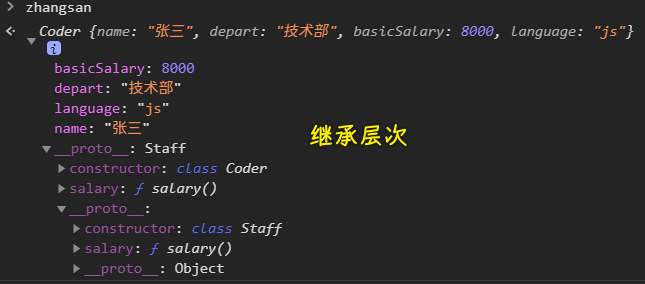 zhangsan
Coder {name: "张三", depart: "技术部", basicSalary: 8000, language: "js"}
i
basicSalary: 8000
depart: "技术部"
language: "js"
name: "张三"
继承层次
__proto__: Staff
constructor: class Coder
salary: ƒ salary()
__proto__:
constructor: class Staff
salary: ƒ salary()
__proto__: Object